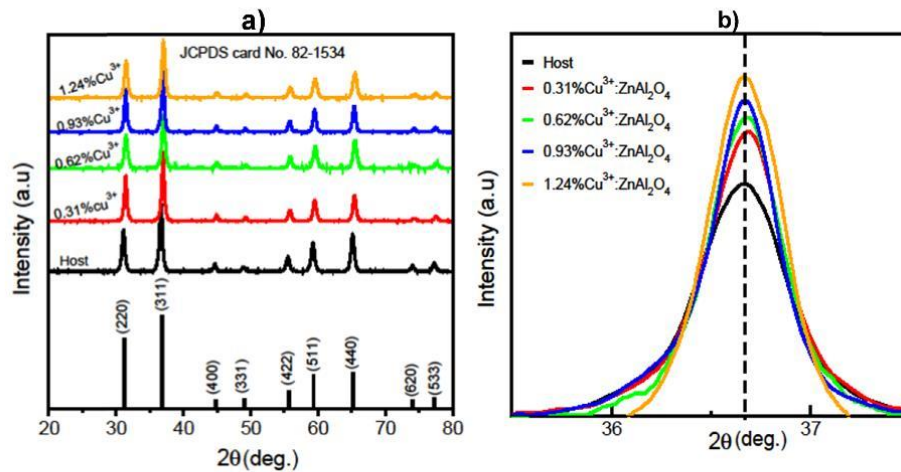 a)
JCPDS card No. 82-1534
1.24%Cu³⁺
0.93%Cu³⁺
0.62%Cu³⁺
0.31%cu³⁺
Host
(220)
(311)
(400)
(331)
(422)
(511)
(440)
(620)
(533)
Intensity (a.u)
20 30 40 50 60 70 80
2θ (deg.)
b)
Host
0.31%Cu³⁺:ZnAl₂O₄
0.62%Cu³⁺:ZnAl₂O₄
0.93%Cu³⁺:ZnAl₂O₄
1.24%Cu³⁺:ZnAl₂O₄
Intensity (a.u)
36 37
2θ (deg.)